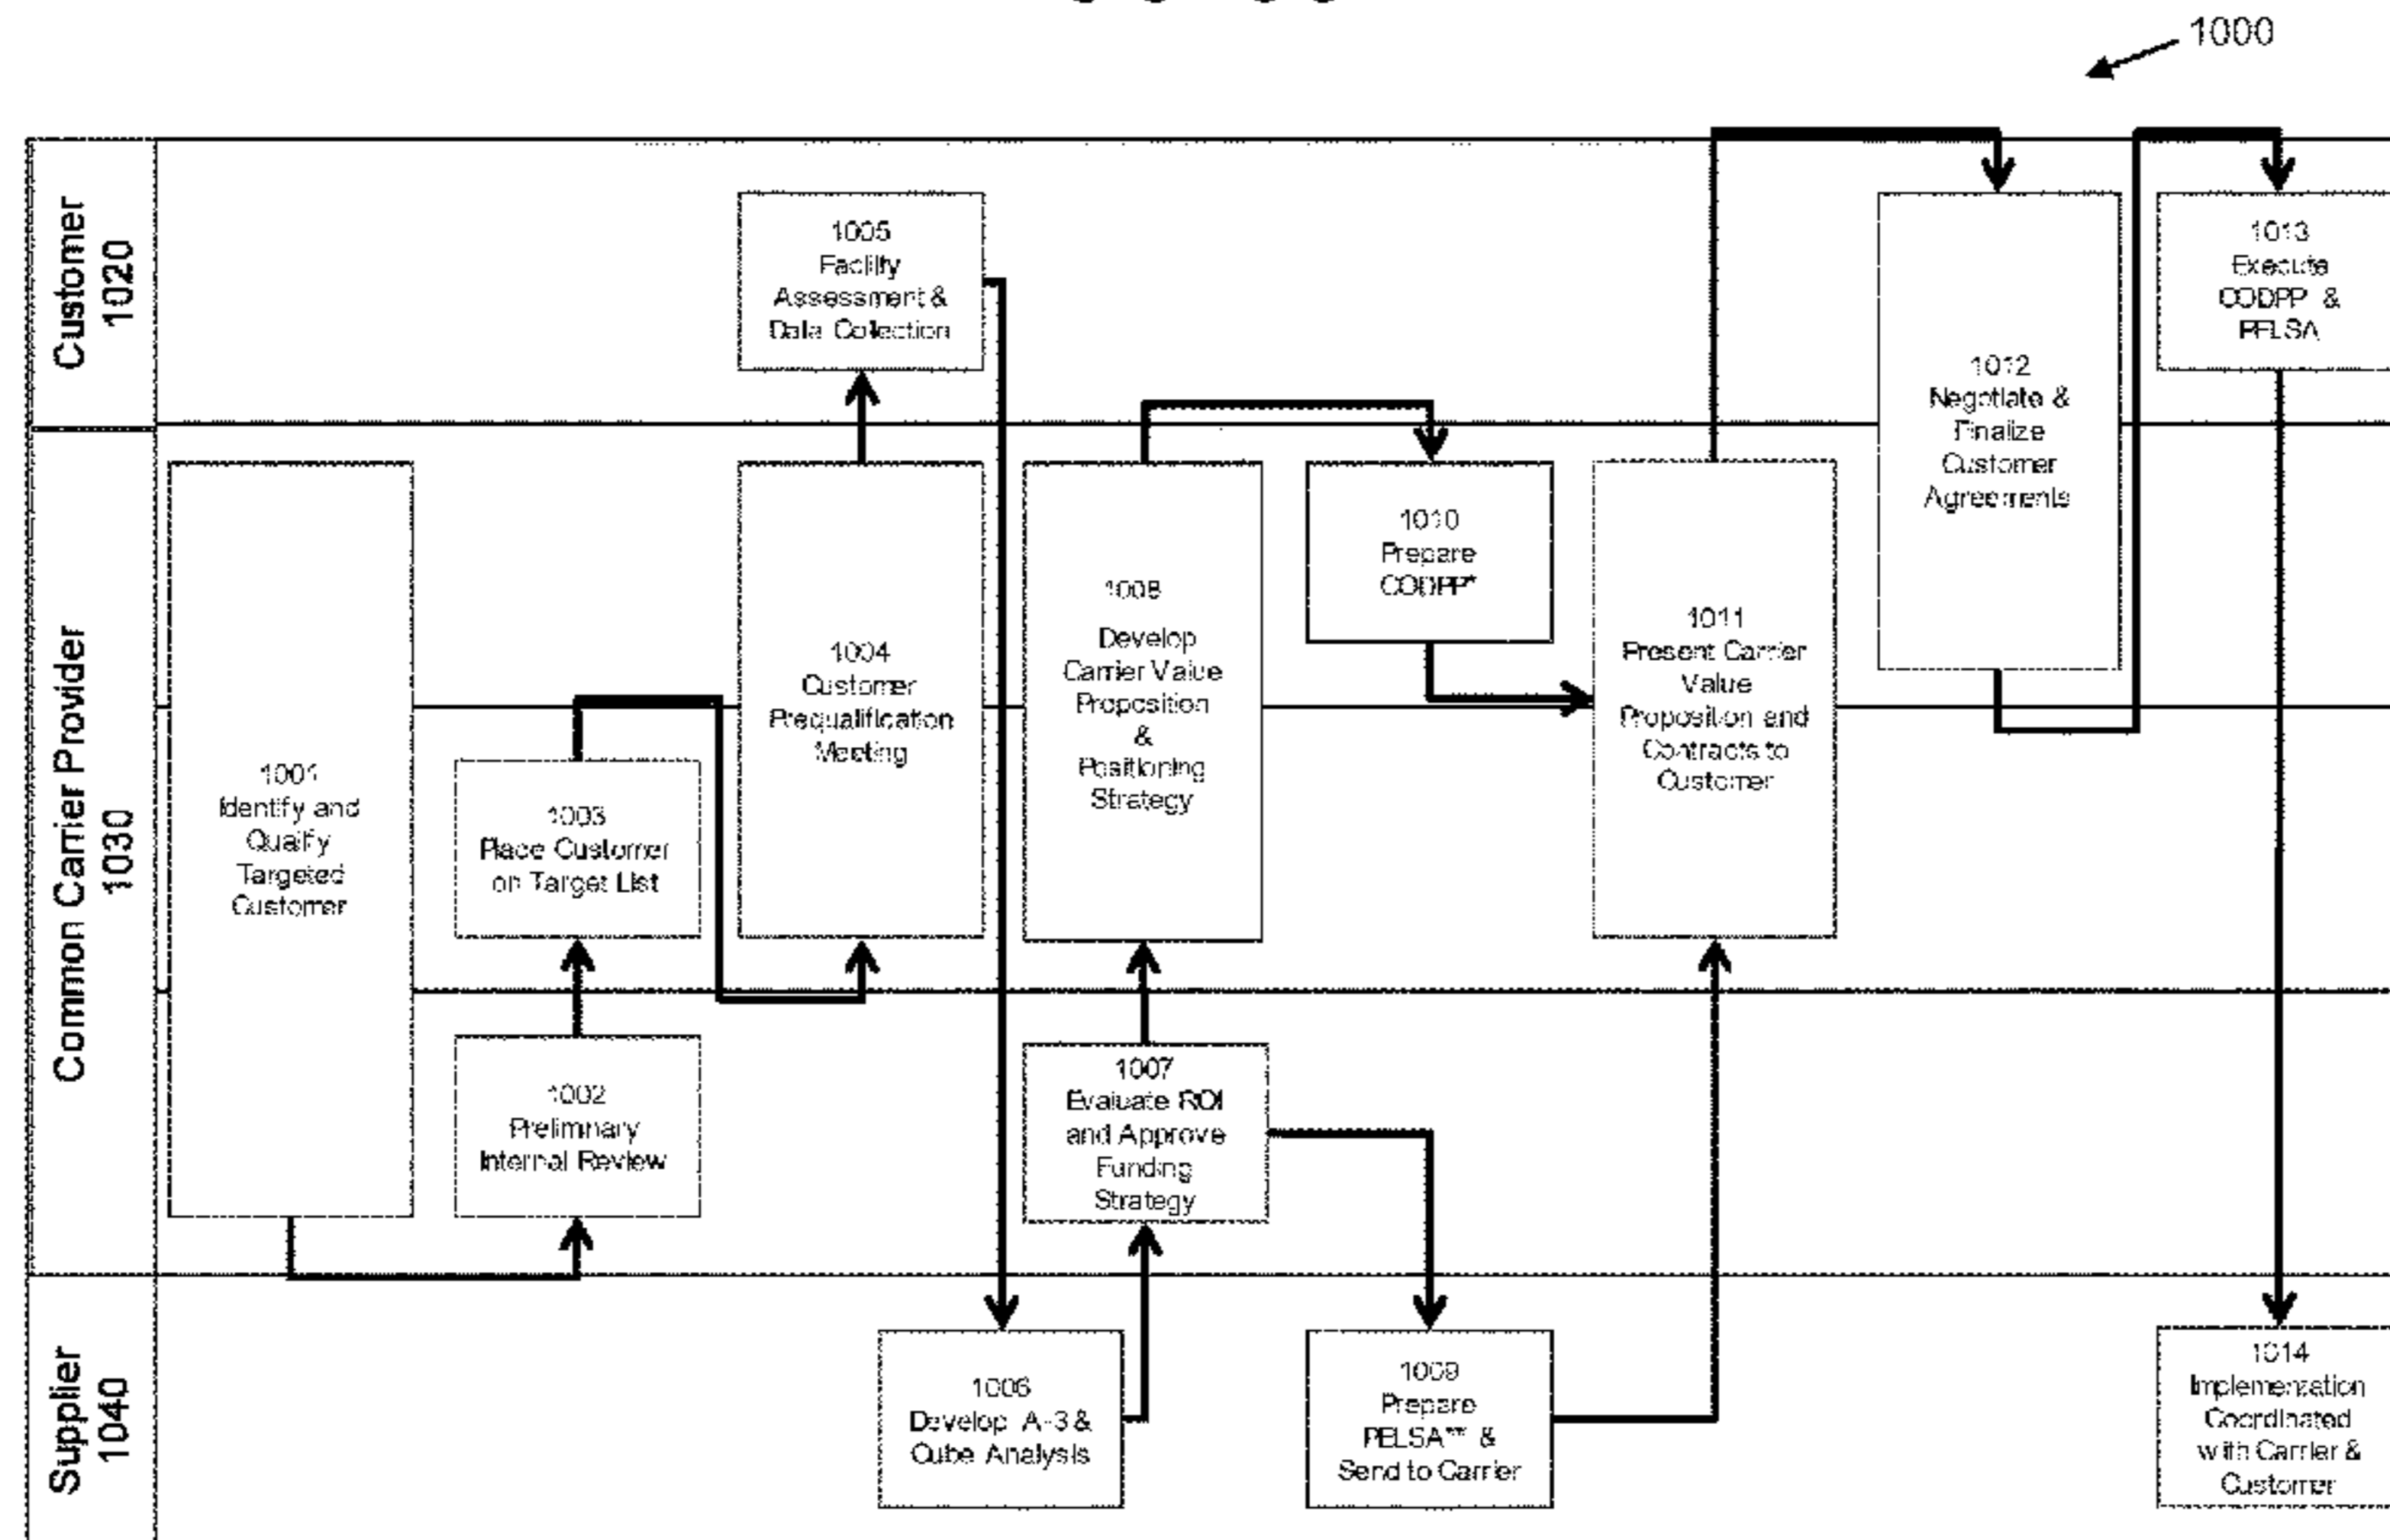 1000
Customer
1020
Common Carrier Provider
1030
Supplier
1040
1001
Identify and
Qualify
Targeted
Customer
1002
Preliminary
Internal Review
1003
Place Customer
on Target List
1004
Customer
Prequalification
Meeting
1005
Facility
Assessment &
Data Collection
1006
Develop A-3 &
Cube Analysis
1007
Evaluate ROI
and Approve
Funding
Strategy
1008
Develop
Carrier Value
Proposition
&
Positioning
Strategy
1009
Prepare
PELSA** &
Send to Carrier
1010
Prepare
CODPP*
1011
Present Carrier
Value
Proposition and
Contracts to
Customer
1012
Negotiate &
Finalize
Customer
Agreements
1013
Execute
CODPP &
PELSA
1014
Implementation
Coordinated
with Carrier &
Customer